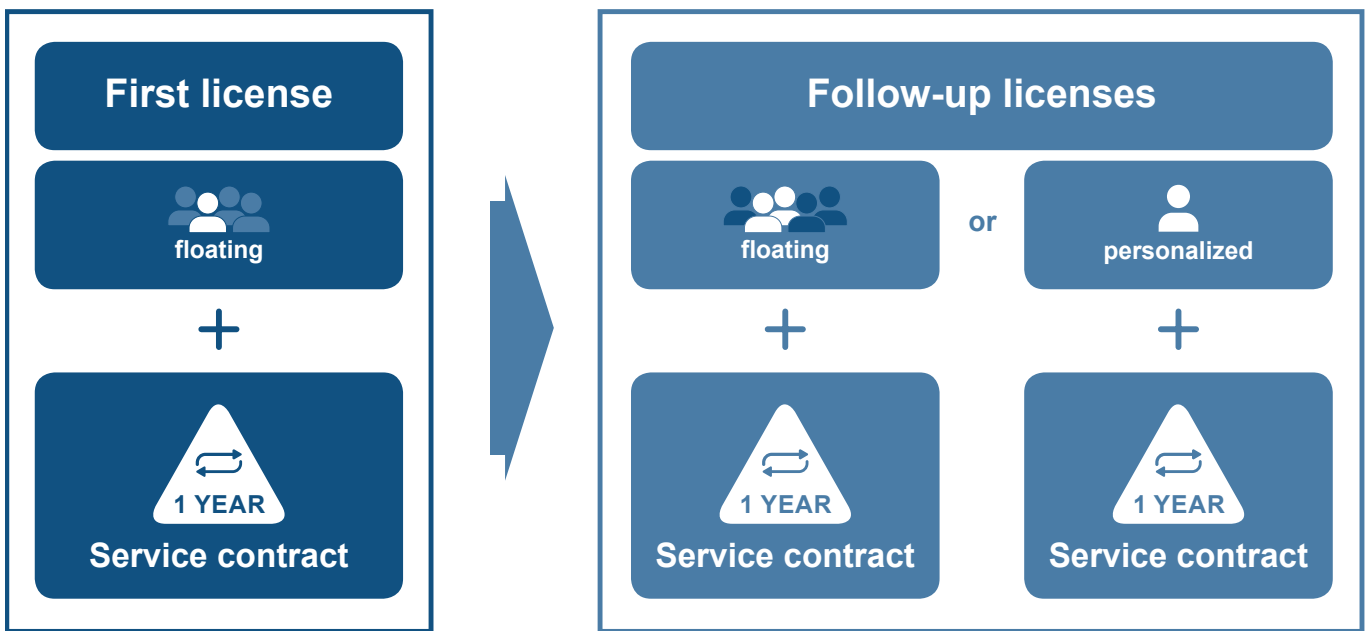 First license
floating
+
1 YEAR
Service contract
Follow-up licenses
floating
or
personalized
+
+
1 YEAR
Service contract
1 YEAR
Service contract